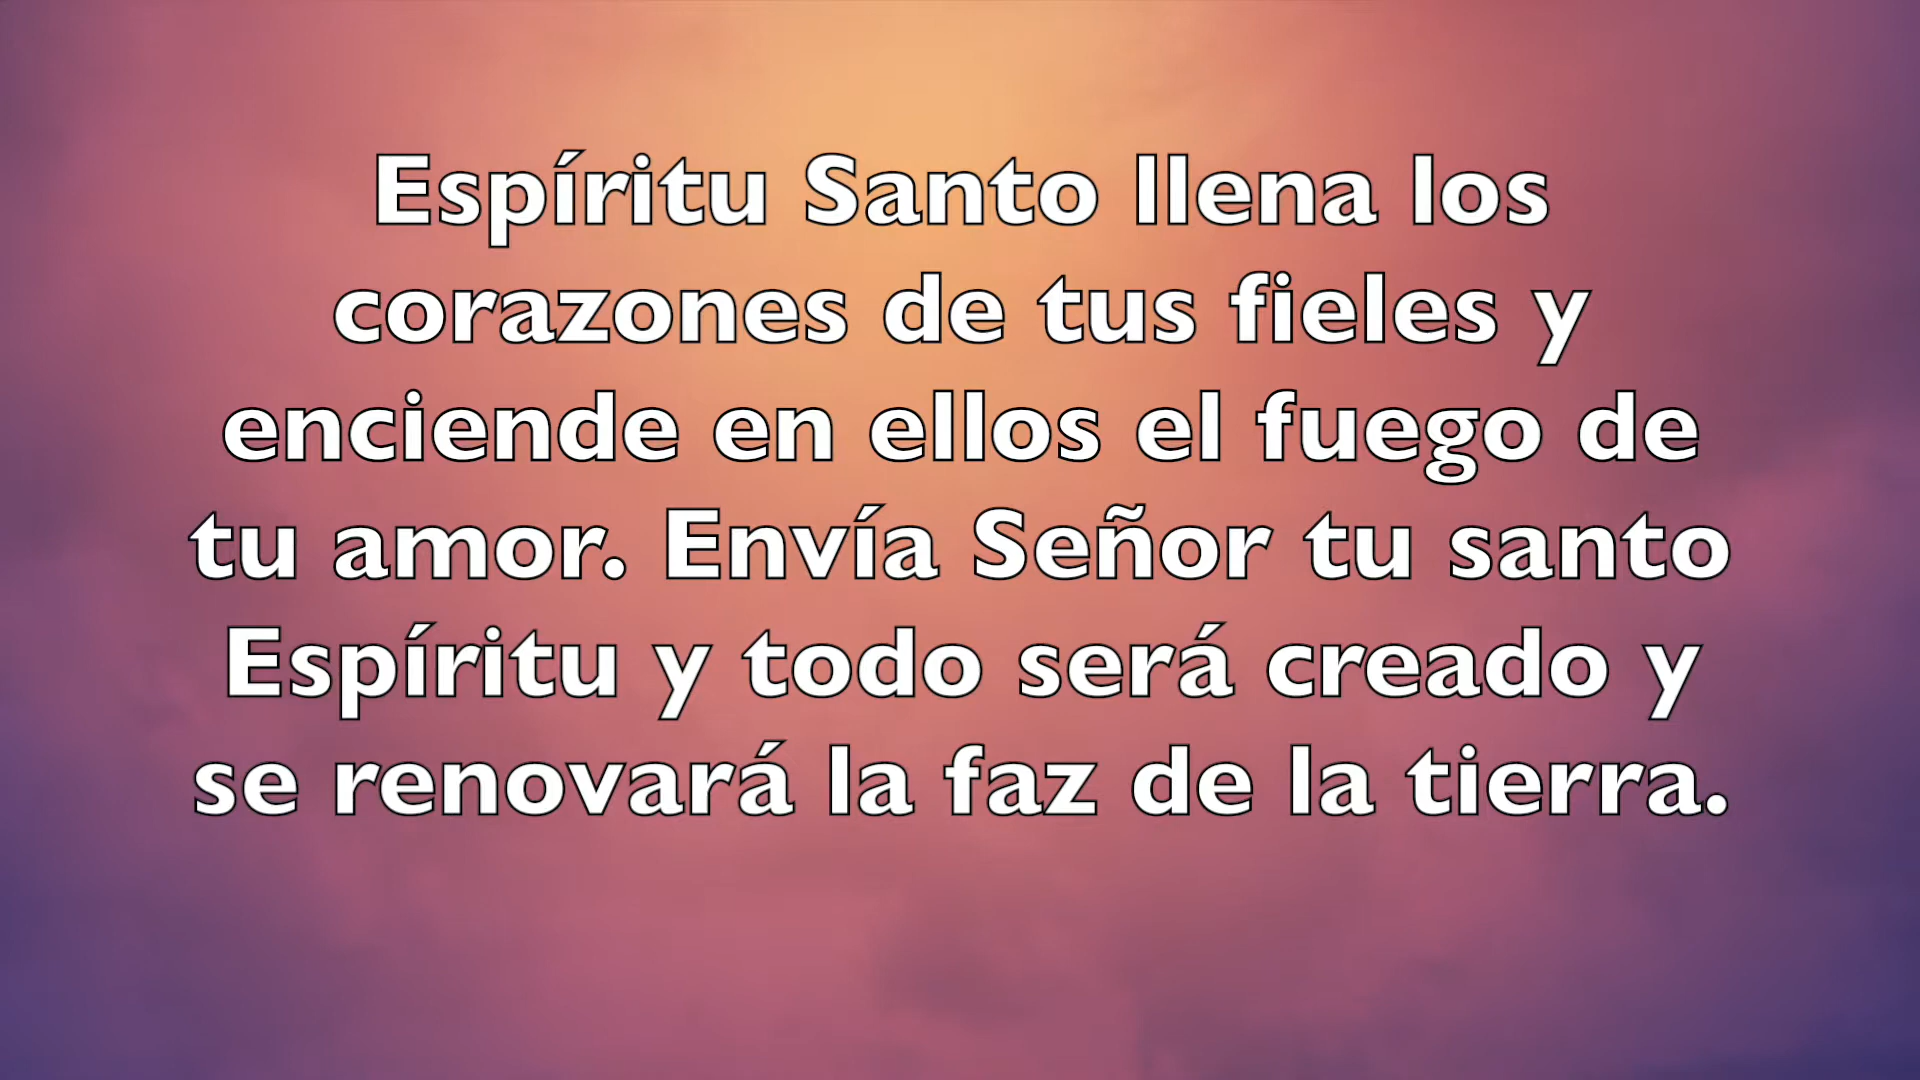 Espíritu Santo llena los
corazones de tus fieles y
enciende en ellos el fuego de
tu amor. Envía Señor tu santo
Espíritu y todo será creado y
se renovará la faz de la tierra.